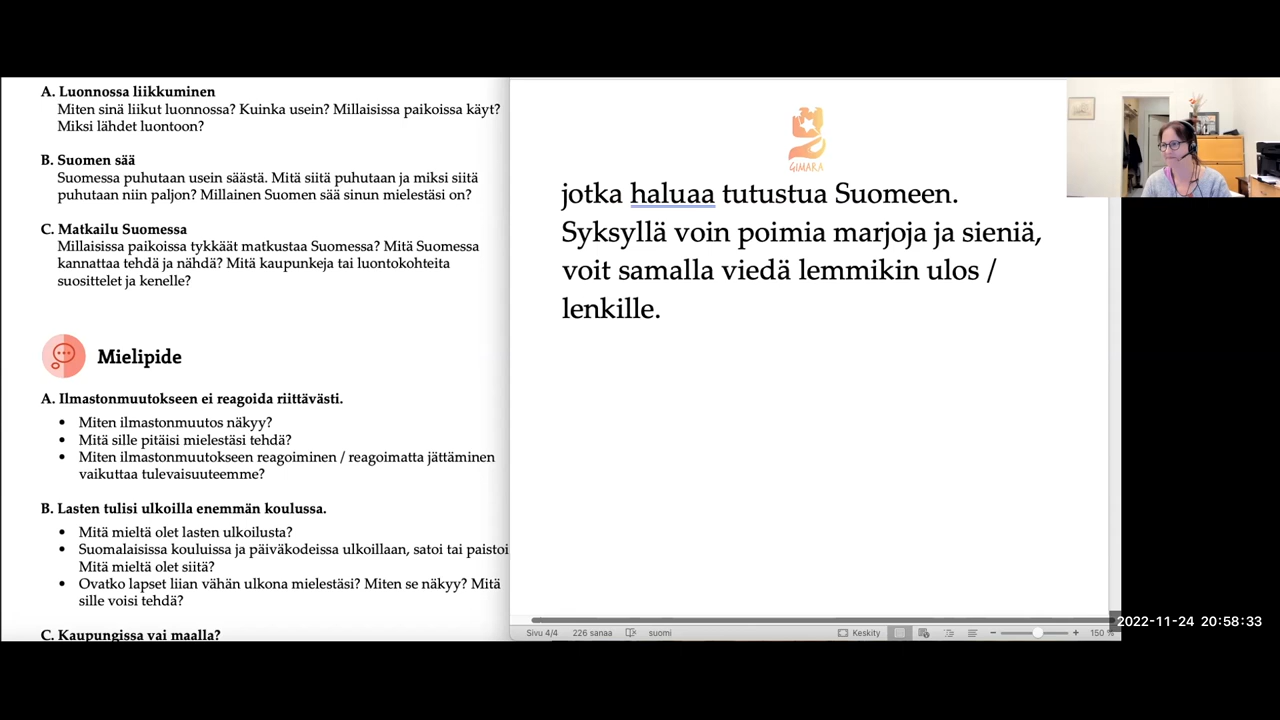 A. Luonnossa liikkuminen
Miten sinä liikut luonnossa? Kuinka usein? Millaisissa paikoissa käyt?
Miksi lähdet luontoon?
B. Suomen sää
Suomessa puhutaan usein säästä. Mitä siitä puhutaan ja miksi siitä
puhutaan niin paljon? Millainen Suomen sää sinun mielestäsi on?
C. Matkailu Suomessa
Millaisissa paikoissa tykkäät matkustaa Suomessa? Mitä Suomessa
kannattaa tehdä ja nähdä? Mitä kaupunkeja tai luontokohteita
suosittelet ja kenelle?
Mielipide
A. Ilmastonmuutokseen ei reagoida riittävästi.
• Miten ilmastonmuutos näkyy?
• Mitä sille pitäisi mielestäsi tehdä?
• Miten ilmastonmuutokseen reagoiminen / reagoimatta jättäminen
vaikuttaa tulevaisuuteemme?
B. Lasten tulisi ulkoilla enemmän koulussa.
• Mitä mieltä olet lasten ulkoilusta?
• Suomalaisissa kouluissa ja päiväkodeissa ulkoillaan, satoi tai paistoi
Mitä mieltä olet siitä?
• Ovatko lapset liian vähän ulkona mielestäsi? Miten se näkyy? Mitä
sille voisi tehdä?
C. Kaupungissa vai maalla?
GIMARA
jotka haluaa tutustua Suomeen.
Syksyllä voin poimia marjoja ja sieniä,
voit samalla viedä lemmikin ulos /
lenkille.
Sivu 4/4 226 sanaa suomi Keskity 150 %
2022-11-24 20:58:33